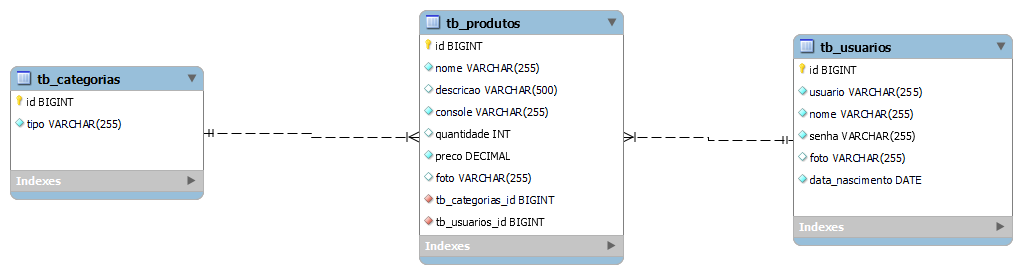 tb_categorias
id BIGINT
tipo VARCHAR(255)
Indexes
tb_produtos
id BIGINT
nome VARCHAR(255)
descricao VARCHAR(500)
console VARCHAR(255)
quantidade INT
preco DECIMAL
foto VARCHAR(255)
tb_categorias_id BIGINT
tb_usuarios_id BIGINT
Indexes
tb_usuarios
id BIGINT
usuario VARCHAR(255)
nome VARCHAR(255)
senha VARCHAR(255)
foto VARCHAR(255)
data_nascimento DATE
Indexes